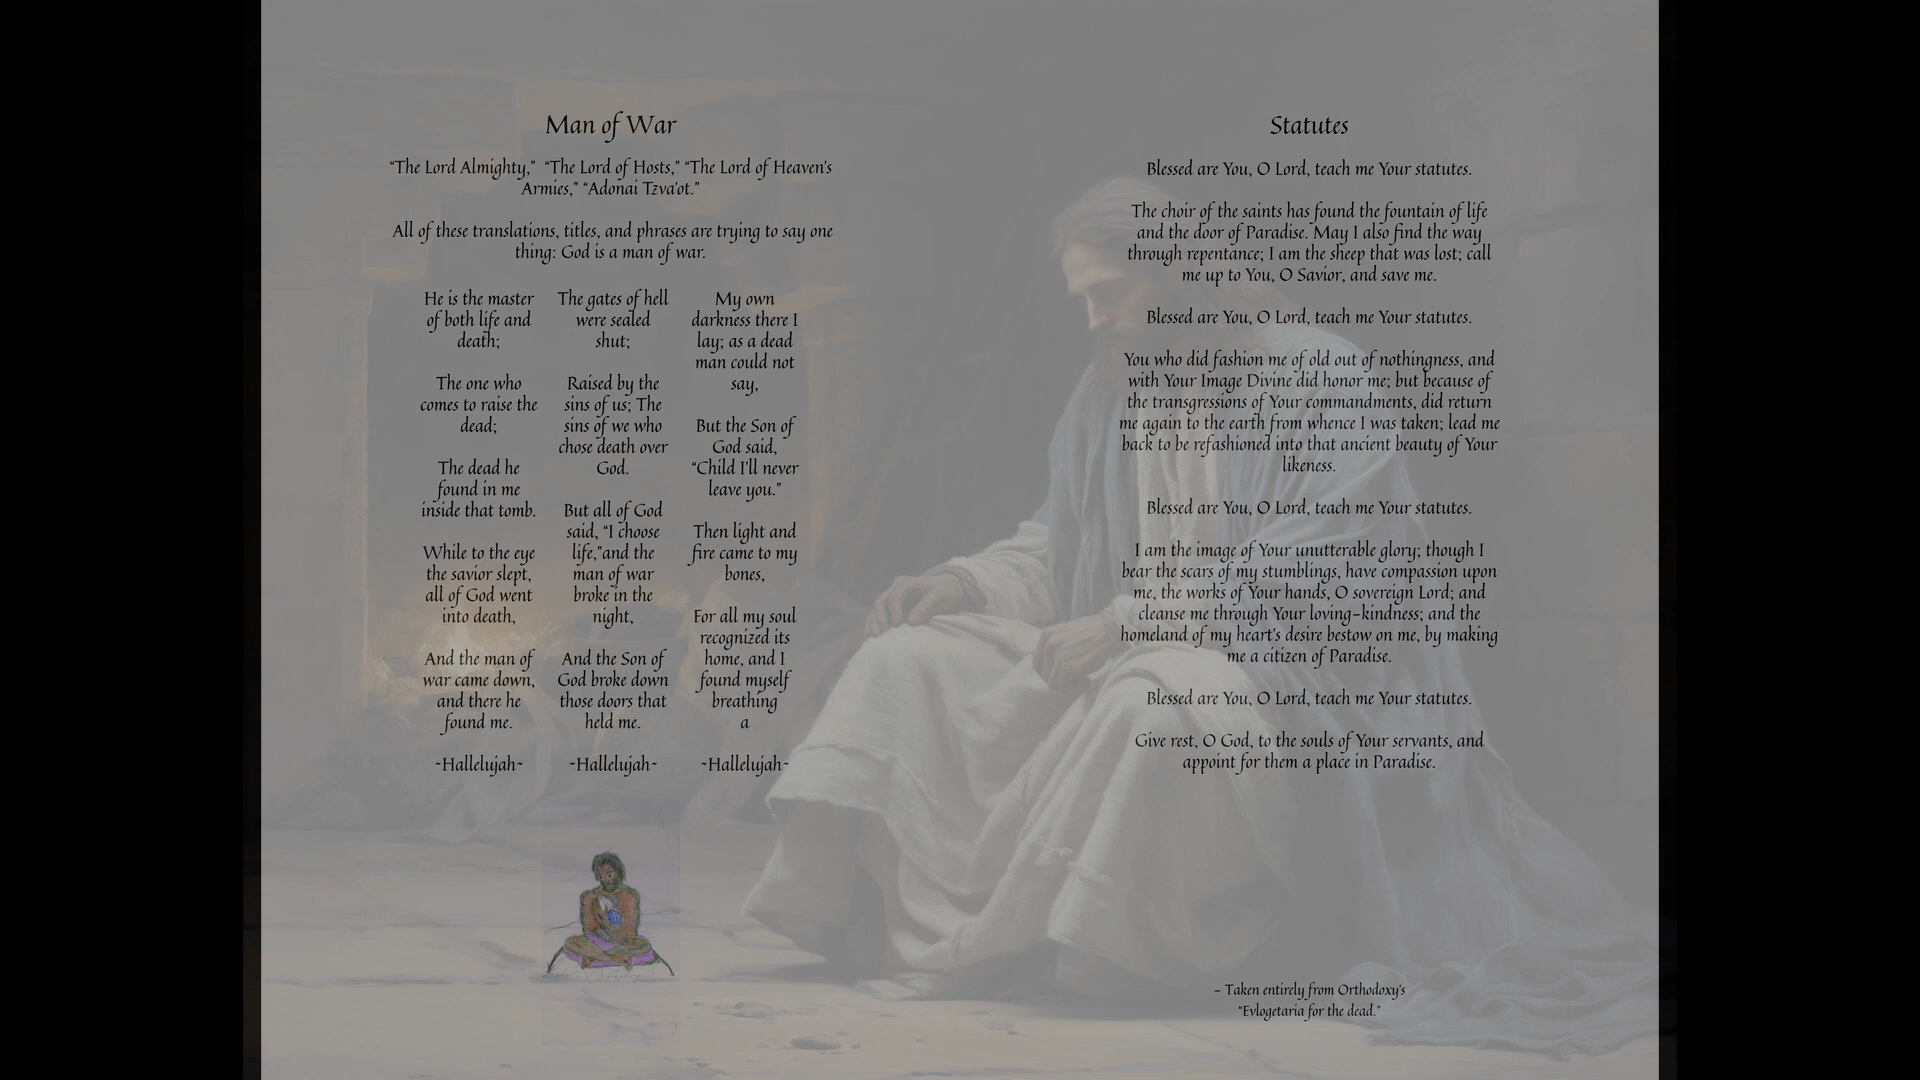 Man of War
“The Lord Almighty,”  “The Lord of Hosts,” “The Lord of Heaven's
Armies,” “Adonai Tzva'ot.”
All of these translations, titles, and phrases are trying to say one
thing: God is a man of war.
He is the master
of both life and
death;
The one who
comes to raise the
dead;
The dead he
found in me
inside that tomb.
While to the eye
the savior slept,
all of God went
into death,
And the man of
war came down,
and there he
found me.
~Hallelujah~
The gates of hell
were sealed
shut;
Raised by the
sins of us; The
sins of we who
chose death over
God.
But all of God
said, “I choose
life,”and the
man of war
broke in the
night,
And the Son of
God broke down
those doors that
held me.
~Hallelujah~
My own
darkness there I
lay; as a dead
man could not
say,
But the Son of
God said,
“Child I'll never
leave you.”
Then light and
fire came to my
bones,
For all my soul
recognized its
home, and I
found myself
breathing
a
~Hallelujah~
Statutes
Blessed are You, O Lord, teach me Your statutes.
The choir of the saints has found the fountain of life
and the door of Paradise. May I also find the way
through repentance; I am the sheep that was lost; call
me up to You, O Savior, and save me.
Blessed are You, O Lord, teach me Your statutes.
You who did fashion me of old out of nothingness, and
with Your Image Divine did honor me; but because of
the transgressions of Your commandments, did return
me again to the earth from whence I was taken; lead me
back to be refashioned into that ancient beauty of Your
likeness.
Blessed are You, O Lord, teach me Your statutes.
I am the image of Your unutterable glory; though I
bear the scars of my stumblings, have compassion upon
me, the works of Your hands, O sovereign Lord; and
cleanse me through Your loving-kindness; and the
homeland of my heart's desire bestow on me, by making
me a citizen of Paradise.
Blessed are You, O Lord, teach me Your statutes.
Give rest, O God, to the souls of Your servants, and
appoint for them a place in Paradise.
- Taken entirely from Orthodoxy's
“Evlogetaria for the dead.”